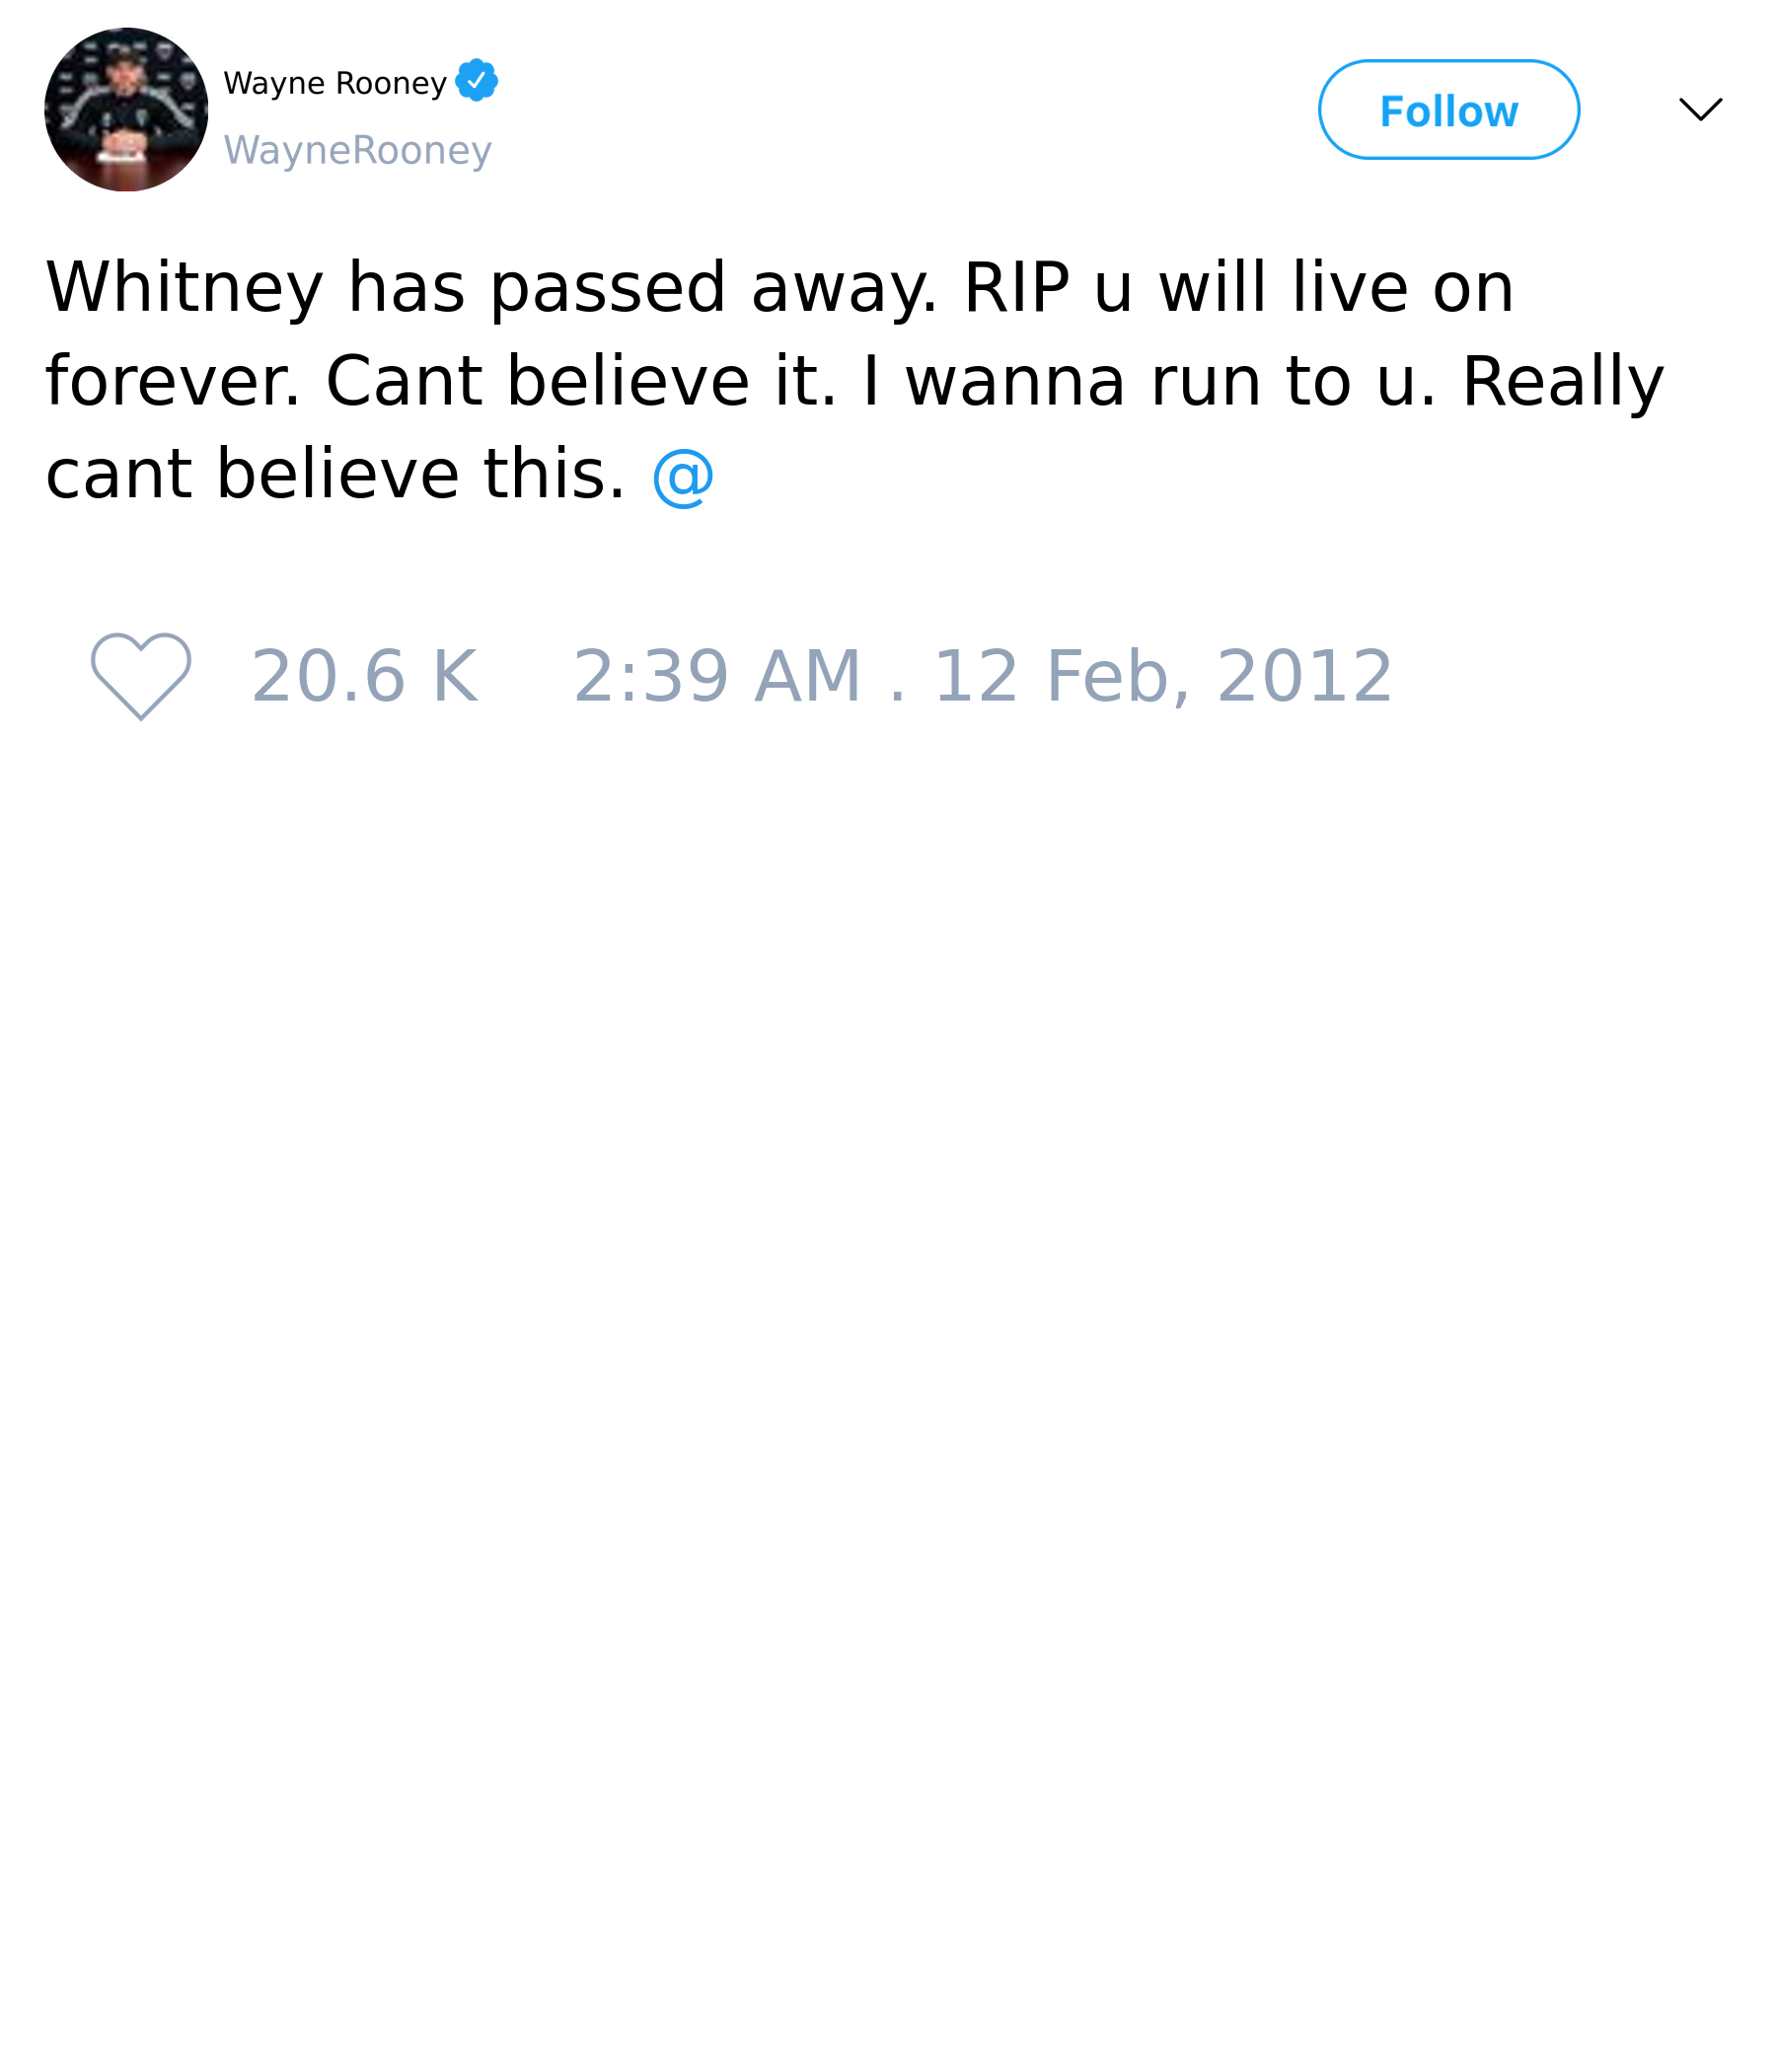 Wayne Rooney
WayneRooney
Follow
Whitney has passed away. RIP u will live on
forever. Cant believe it. I wanna run to u. Really
cant believe this. @
20.6 K 2:39 AM . 12 Feb, 2012